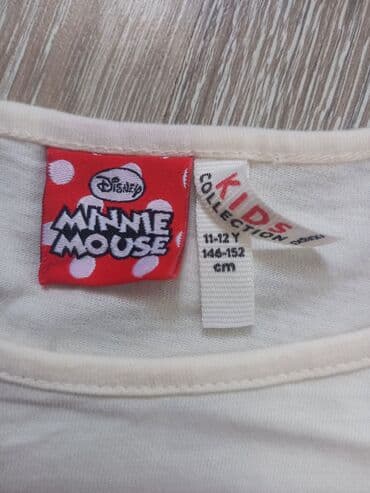 Disney
MINNIE
MOUSE
KIDS
COLLECTION
11-12 Y
146-152
cm